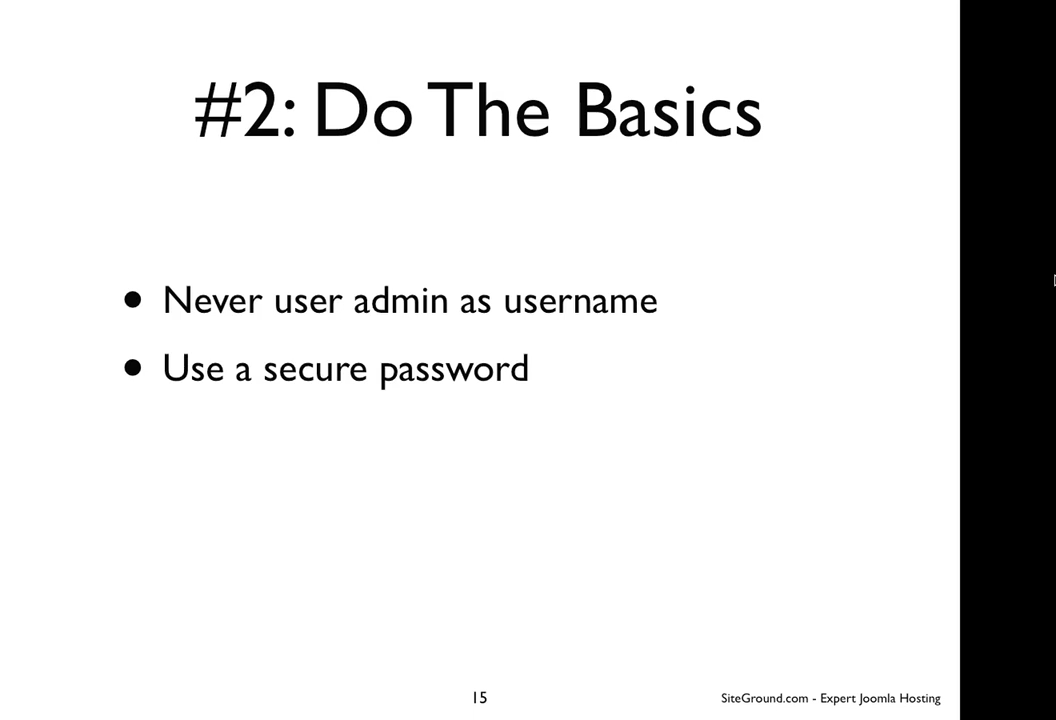 #2: Do The Basics
• Never user admin as username
• Use a secure password
15
SiteGround.com - Expert Joomla Hosting